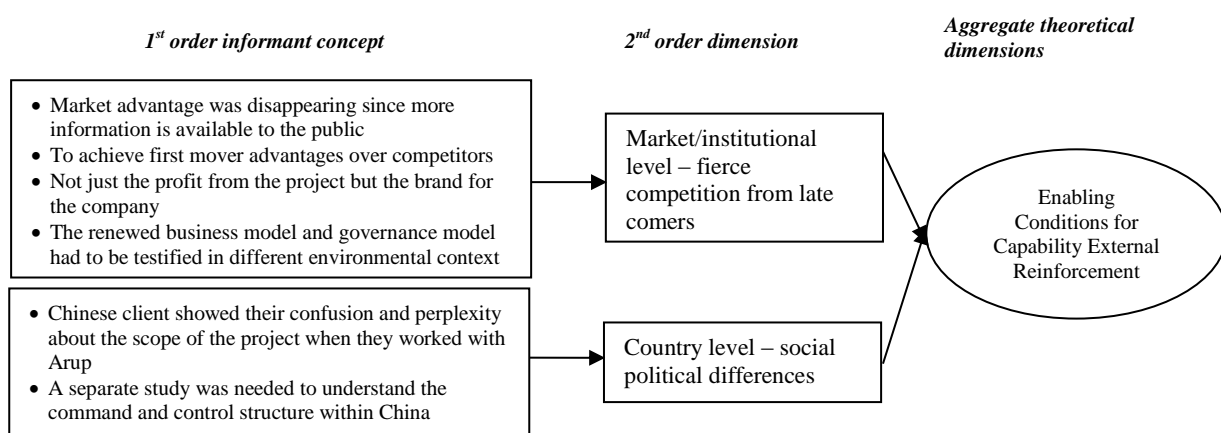 1st order informant concept
2nd order dimension
Aggregate theoretical
dimensions
• Market advantage was disappearing since more
information is available to the public
• To achieve first mover advantages over competitors
• Not just the profit from the project but the brand for
the company
• The renewed business model and governance model
had to be testified in different environmental context
Market/institutional
level – fierce
competition from late
comers
Enabling
Conditions for
Capability External
Reinforcement
• Chinese client showed their confusion and perplexity
about the scope of the project when they worked with
Arup
• A separate study was needed to understand the
command and control structure within China
Country level – social
political differences